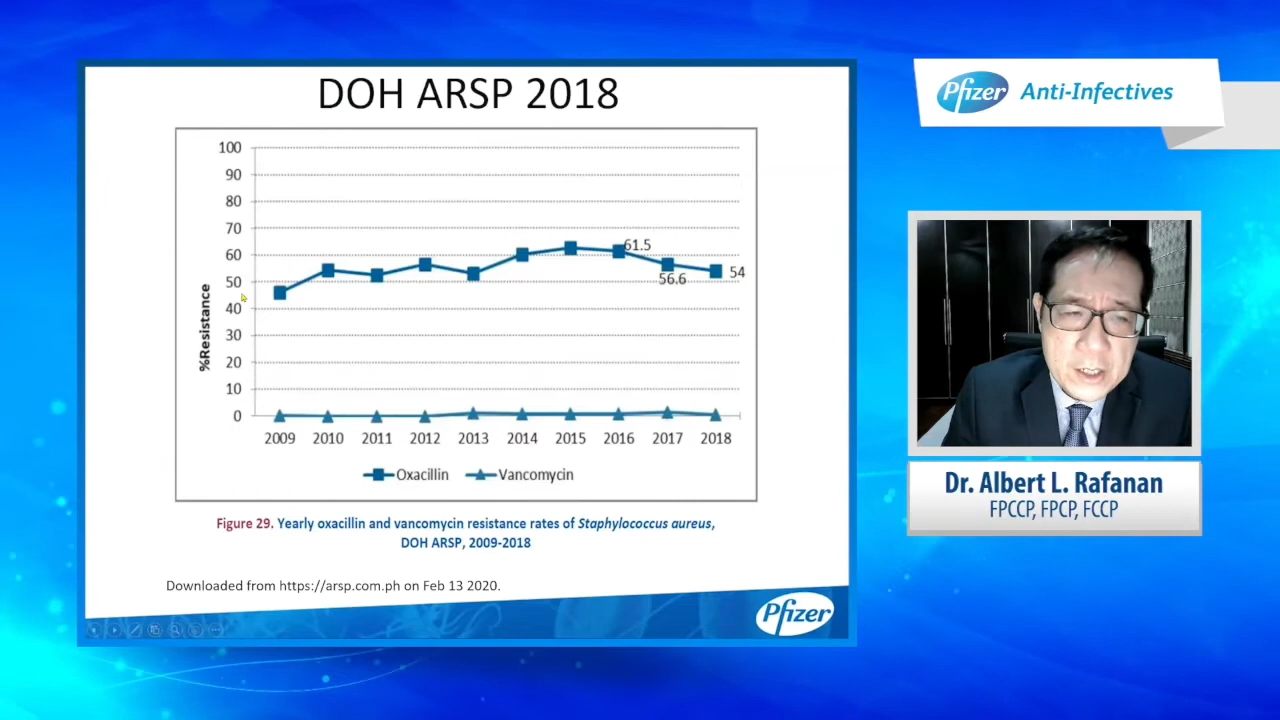 DOH ARSP 2018
100
90
80
70
60
50
40
30
20
10
0
%Resistance
61.5
56.6
54
2009 2010 2011 2012 2013 2014 2015 2016 2017 2018
Oxacillin Vancomycin
Figure 29. Yearly oxacillin and vancomycin resistance rates of Staphylococcus aureus,
DOH ARSP, 2009-2018
Downloaded from https://arsp.com.ph on Feb 13 2020.
Pfizer
Pfizer Anti-Infectives
Dr. Albert L. Rafanan
FPCCP, FPCP, FCCP